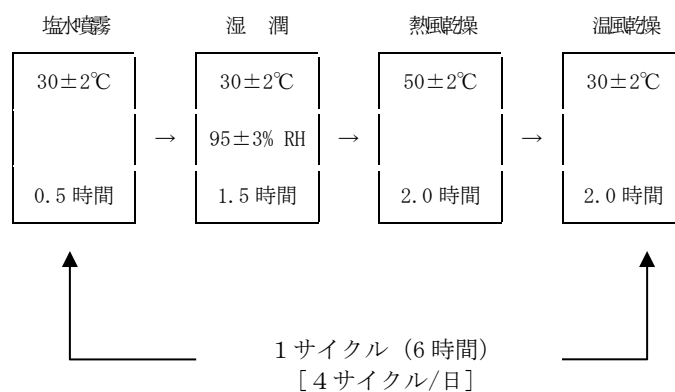 塩水噴霧 湿 潤 熱風乾燥 温風乾燥
30±2℃ 30±2℃ 50±2℃ 30±2℃
→ 95±3% RH → →
0.5 時間 1.5 時間 2.0 時間 2.0 時間
1サイクル（6 時間）
［4サイクル/日］